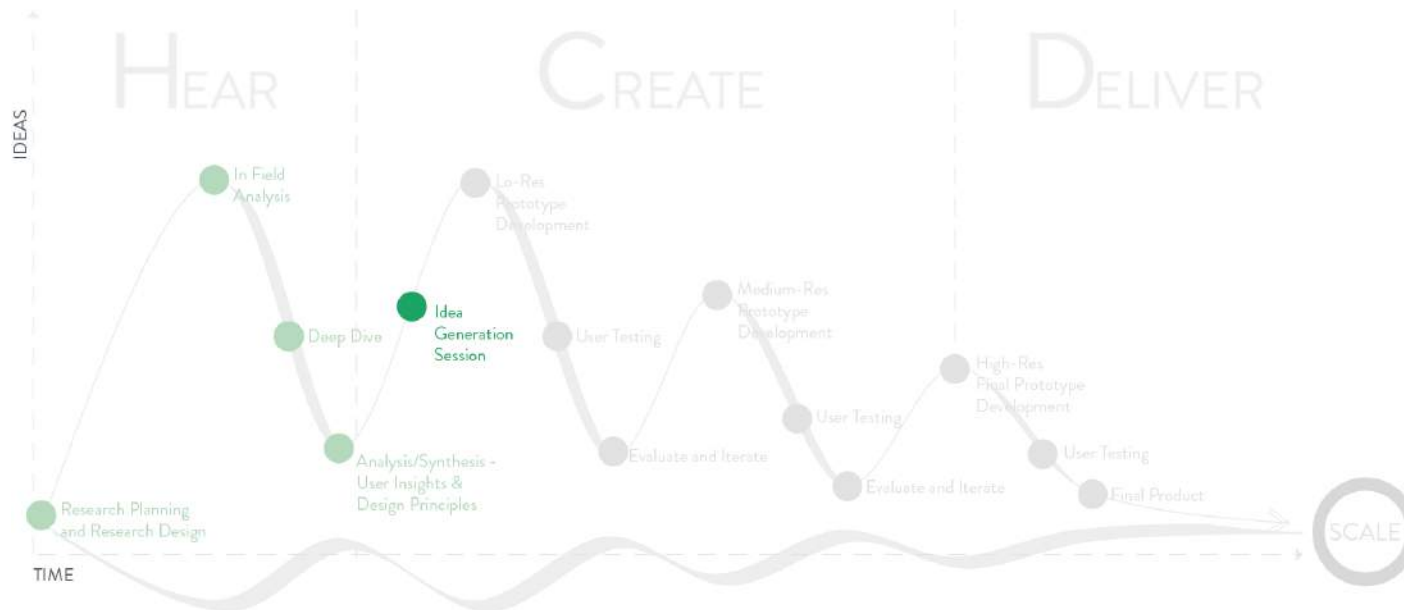 HEAR
CREATE
DELIVER
IDEAS
In Field
Analysis
Lo-Res
Prototype
Development
Medium-Res
Prototype
Development
Idea
Generation
Session
Deep Dive
User Testing
High-Res
Final Prototype
Development
User Testing
Analysis/Synthesis -
User Insights &
Design Principles
Evaluate and Iterate
User Testing
Evaluate and Iterate
Final Product
Research Planning
and Research Design
SCALE
TIME